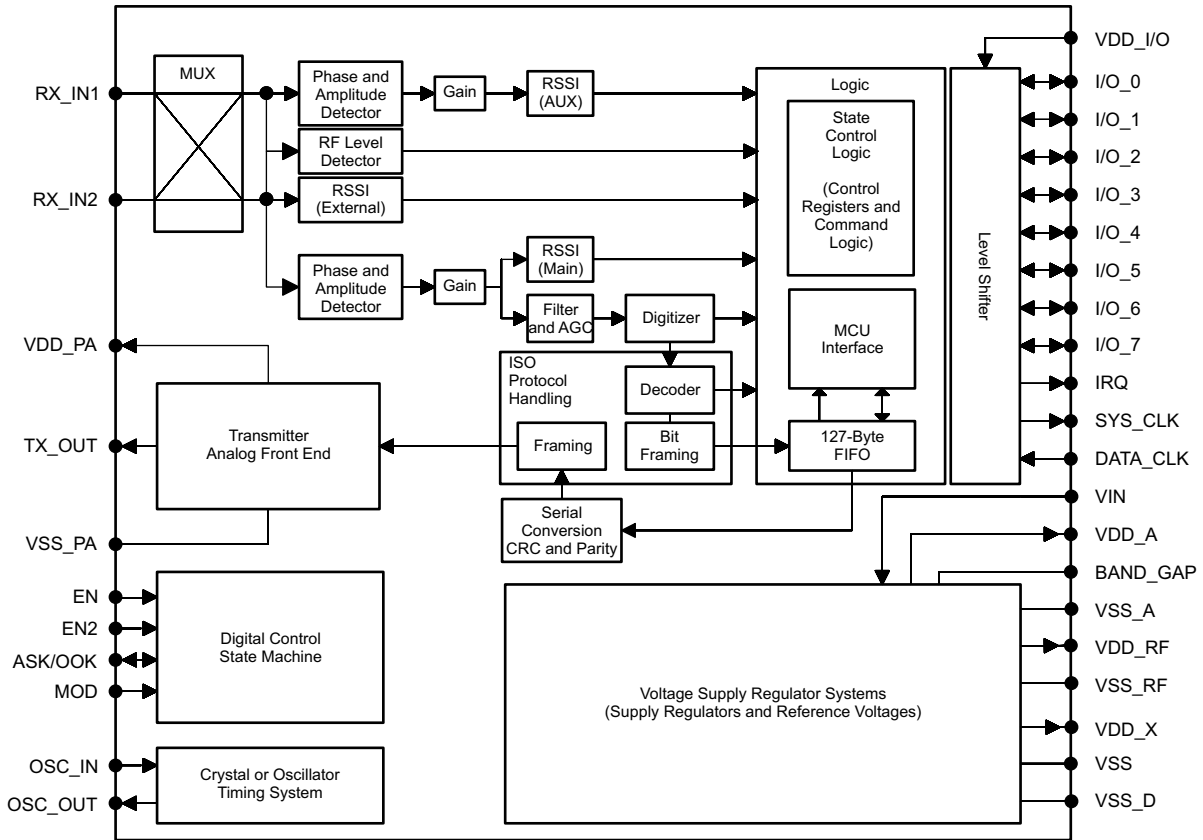 VDD_I/O
MUX
Phase and
Amplitude
Detector
Gain
RSSI
(AUX)
Logic
RX_IN1
I/O_0
State
Control
Logic
(Control
Registers and
Command
Logic)
I/O_1
RF Level
Detector
I/O_2
RX_IN2
RSSI
(External)
I/O_3
I/O_4
Level Shifter
RSSI
(Main)
Phase and
Amplitude
Detector
Gain
I/O_5
Filter
and AGC
Digitizer
I/O_6
MCU
Interface
VDD_PA
I/O_7
ISO
Protocol
Handling
Decoder
IRQ
SYS_CLK
TX_OUT
Transmitter
Analog Front End
Framing
Bit
Framing
127-Byte
FIFO
DATA_CLK
VIN
Serial
Conversion
CRC and Parity
VSS_PA
VDD_A
BAND_GAP
EN
VSS_A
EN2
Digital Control
State Machine
VDD_RF
ASK/OOK
VSS_RF
MOD
Voltage Supply Regulator Systems
(Supply Regulators and Reference Voltages)
VDD_X
OSC_IN
VSS
Crystal or Oscillator
Timing System
OSC_OUT
VSS_D